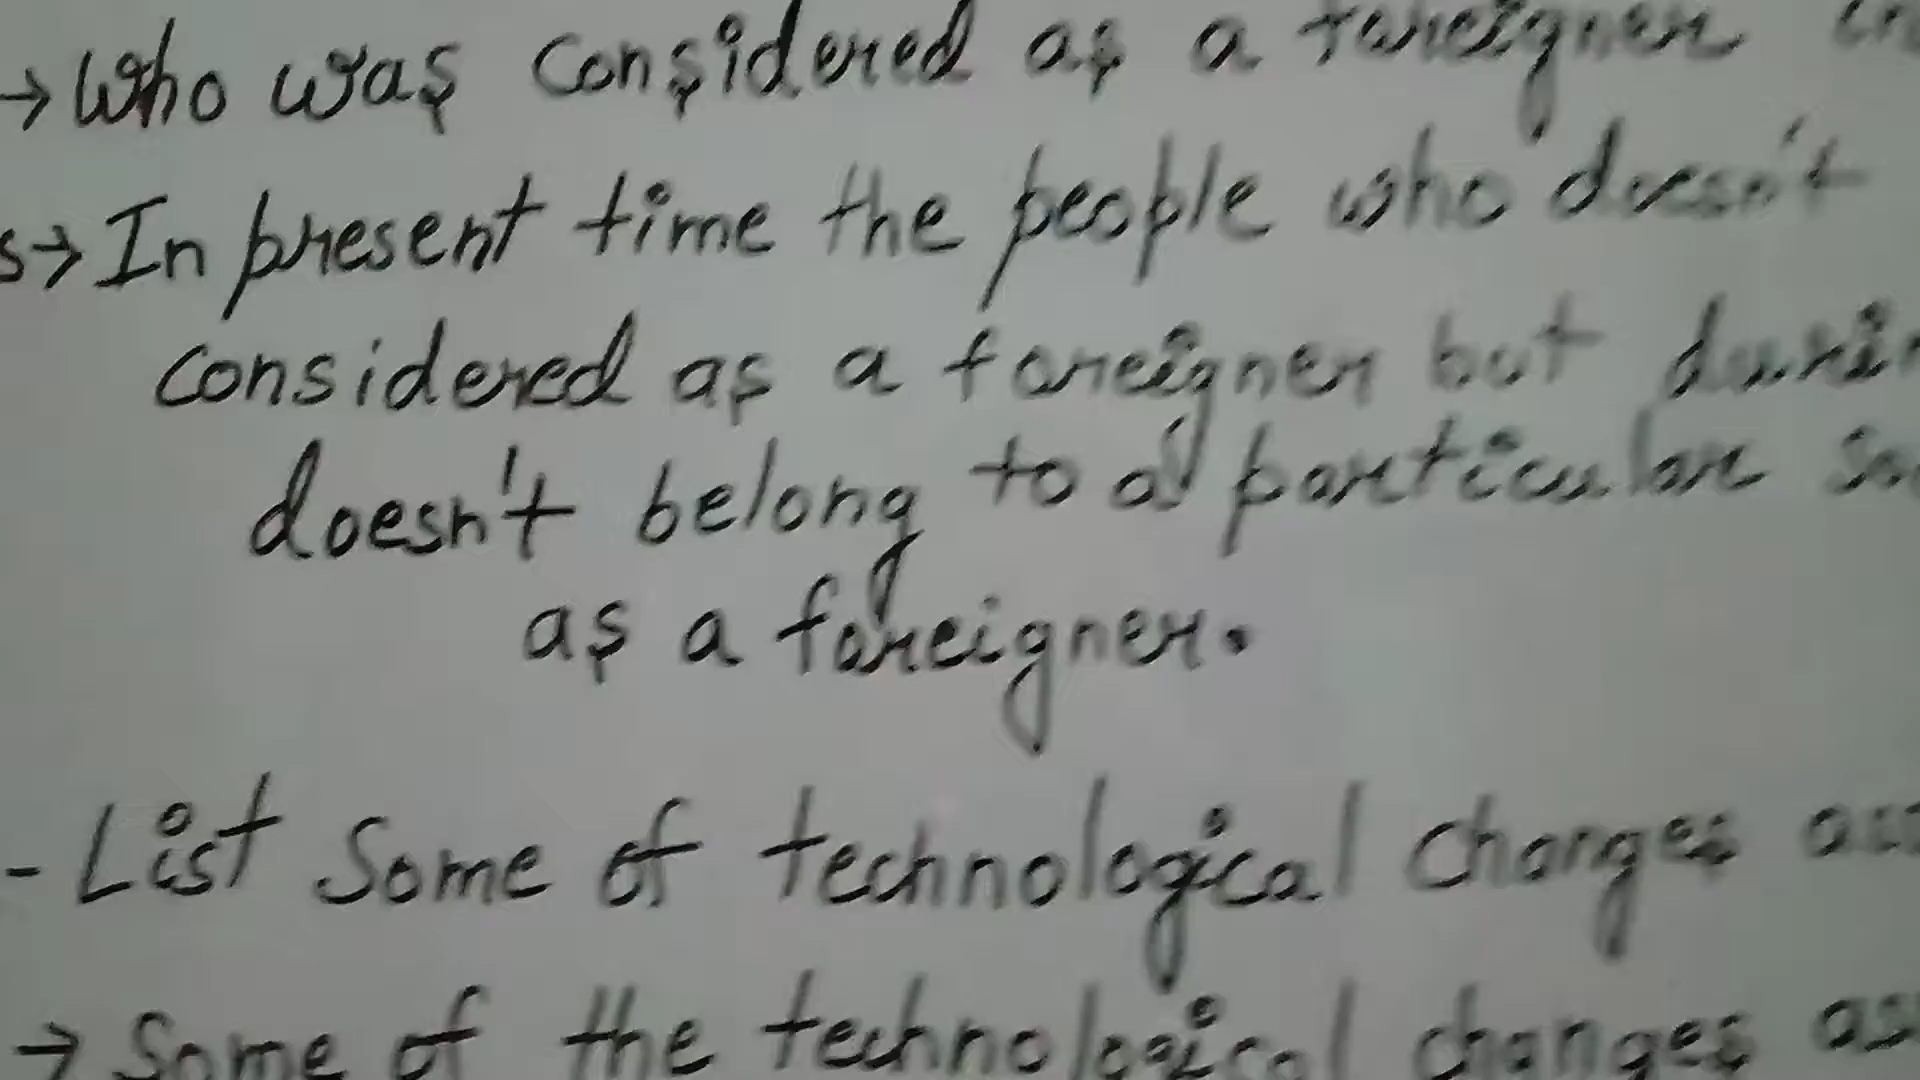 → Who was considered as a foreigner in
s→ In present time the people who doesn't
considered as a foreigner but
doesn't belong to a particular
as a foreigner.
- List Some of technological changes
→ Some of the technological changes